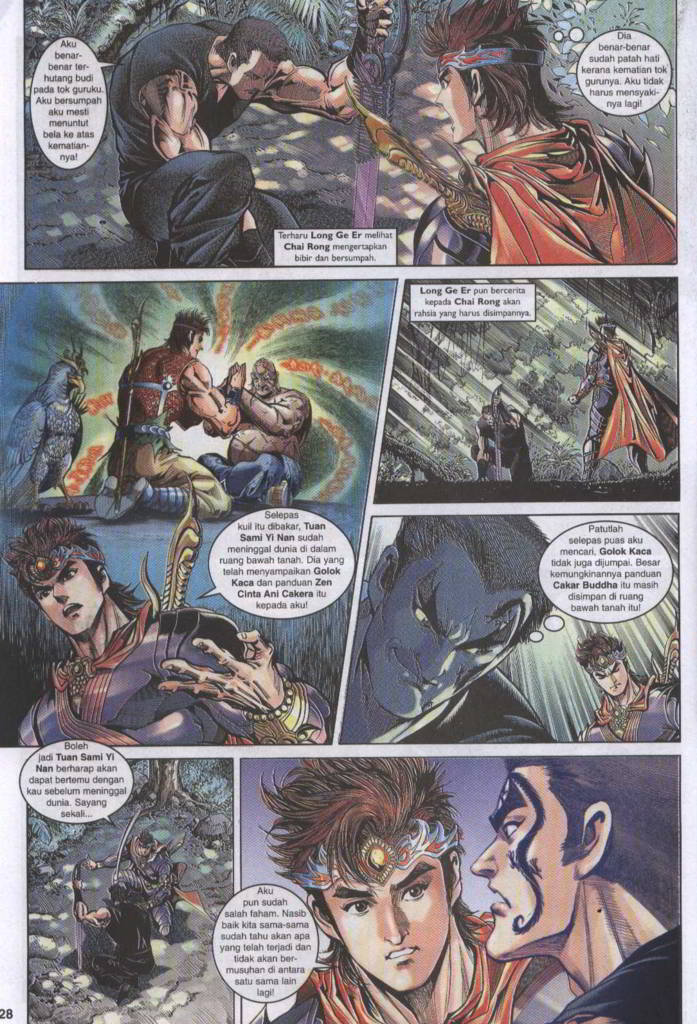 Aku
benar-
benar ter-
hutang budi
pada tok guruku.
Aku bersumpah
aku mesti
menuntut
bela ke atas
kematian-
nya!
Dia
benar-benar
sudah patah hati
kerana kematian tok
gurunya. Aku tidak
harus mensyaki-
nya lagi!
Terharu Long Ge Er melihat
Chai Rong mengertapkan
bibir dan bersumpah.
Long Ge Er pun bercerita
kepada Chai Rong akan
rahsia yang harus disimpannya.
Selepas
kuil itu dibakar, Tuan
Sami Yi Nan sudah
meninggal dunia di dalam
ruang bawah tanah. Dia yang
telah menyampaikan Golok
Kaca dan panduan Zen
Cinta Ani Cakera itu
kepada aku!
Patutlah
selepas puas aku
mencari, Golok Kaca
tidak juga dijumpai. Besar
kemungkinannya panduan
Cakar Buddha itu masih
disimpan di ruang
bawah tanah itu!
Boleh
jadi Tuan Sami Yi
Nan berharap akan
dapat bertemu dengan
kau sebelum meninggal
dunia. Sayang
sekali...
Aku
pun sudah
salah faham. Nasib
baik kita sama-sama
sudah tahu akan apa
yang telah terjadi dan
tidak akan ber-
musuhan di antara
satu sama lain
lagi!
28